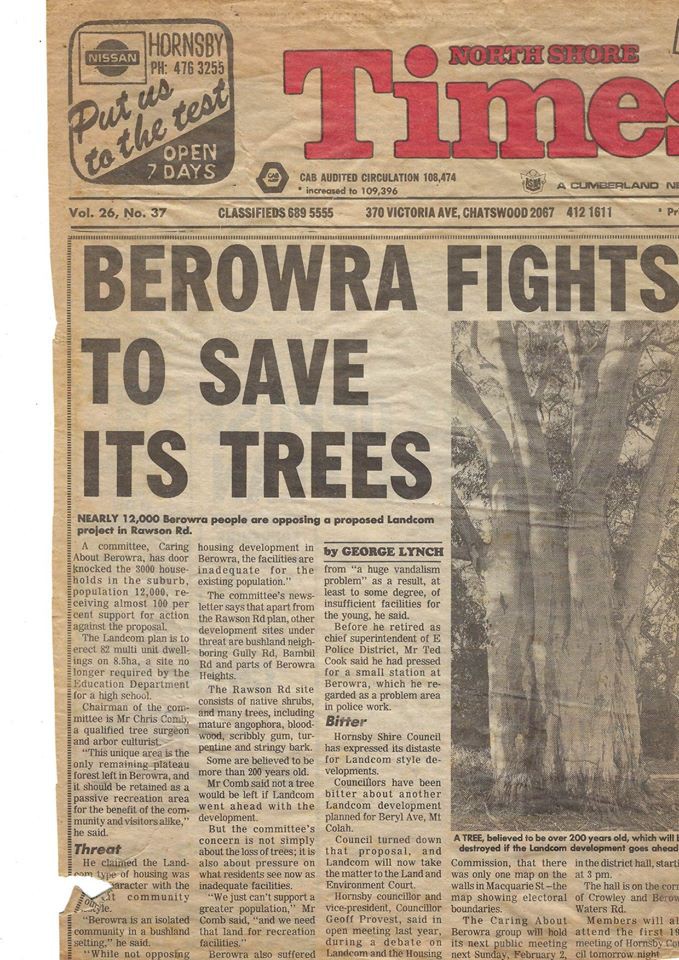 NISSAN
HORNSBY
PH: 476 3255
Put us
to the test
OPEN
7 DAYS
NORTH SHORE
Times
CAB AUDITED CIRCULATION 108,474
* increased to 109,396
A CUMBERLAND
Vol. 26, No. 37
CLASSIFIEDS 689 5555
370 VICTORIA AVE, CHATSWOOD 2067 412 1611
BEROWRA FIGHTS
TO SAVE
ITS TREES
NEARLY 12,000 Berowra people are opposing a proposed Landcom
project in Rawson Rd.
A committee, Caring
About Berowra, has door
knocked the 3000 house-
holds in the suburb,
population 12,000, re-
ceiving almost 100 per
cent support for action
against the proposal.
The Landcom plan is to
erect 82 multi unit dwell-
ings on 8.5ha, a site no
longer required by the
Education Department
for a high school.
Chairman of the com-
mittee is Mr Chris Comb,
a qualified tree surgeon
and arbor culturist.
"This unique area is the
only remaining plateau
forest left in Berowra, and
it should be retained as a
passive recreation area
for the benefit of the com-
munity and visitors alike,"
he said.
Threat
He claimed the Land-
com type of housing was
character with the
community
"Berowra is an isolated
community in a bushland
setting," he said.
"While not opposing
housing development in
Berowra, the facilities are
inadequate for the
existing population."
The committee's news-
letter says that apart from
the Rawson Rd plan, other
development sites under
threat are bushland neigh-
boring Gully Rd, Bambil
Rd and parts of Berowra
Heights.
The Rawson Rd site
consists of native shrubs,
and many trees, including
mature angophora, blood-
wood, scribbly gum, tur-
pentine and stringy bark.
Some are believed to be
more than 200 years old.
Mr Comb said not a tree
would be left if Landcom
went ahead with the
development.
But the committee's
concern is not simply
about the loss of trees; it is
also about pressure on
what residents see now as
inadequate facilities.
"We just can't support a
greater population," Mr
Comb said, "and we need
that land for recreation
facilities."
Berowra also suffered
by GEORGE LYNCH
from "a huge vandalism
problem" as a result, at
least to some degree, of
insufficient facilities for
the young, he said.
Before he retired as
chief superintendent of E
Police District, Mr Ted
Cook said he had pressed
for a small station at
Berowra, which he re-
garded as a problem area
in police work.
Bitter
Hornsby Shire Council
has expressed its distaste
for Landcom style de-
velopments.
Councillors have been
bitter about another
Landcom development
planned for Beryl Ave, Mt
Colah.
Council turned down
that proposal, and
Landcom will now take
the matter to the Land and
Environment Court.
Hornsby councillor and
vice-president, Councillor
Geoff Provest, said in
open meeting last year,
during a debate on
Landcom and the Housing
A TREE, believed to be over 200 years old, which will
destroyed if the Landcom development goes ahead
Commission, that there
was only one map on the
walls in Macquarie St – the
map showing electoral
boundaries.
The Caring About
Berowra group will hold
its next public meeting
next Sunday, February 2,
in the district hall,
at 3 pm.
The hall is on the
of Crowley and
Waters Rd.
Members will
attend the first
meeting of Hornsby
cil tomorrow night.